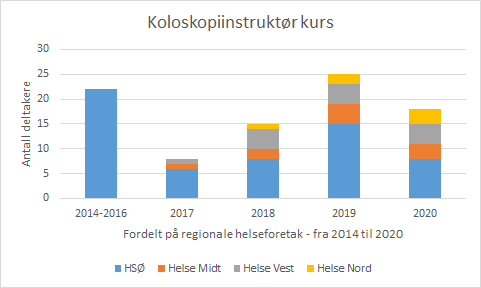 Koloskopiinstruktør kurs
30
25
20
15
10
5
0
Antall deltakere
2014-2016 2017 2018 2019 2020
Fordelt på regionale helseforetak - fra 2014 til 2020
HSØ Helse Midt Helse Vest Helse Nord